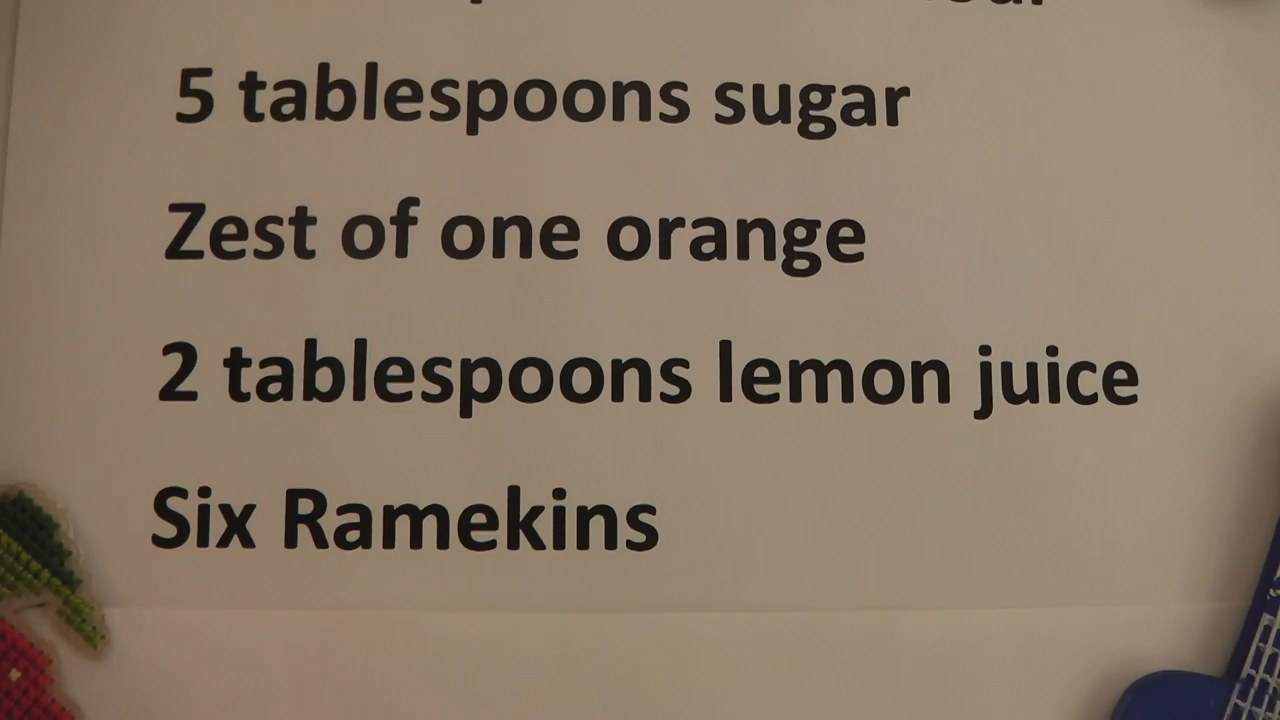 5 tablespoons sugar
Zest of one orange
2 tablespoons lemon juice
Six Ramekins